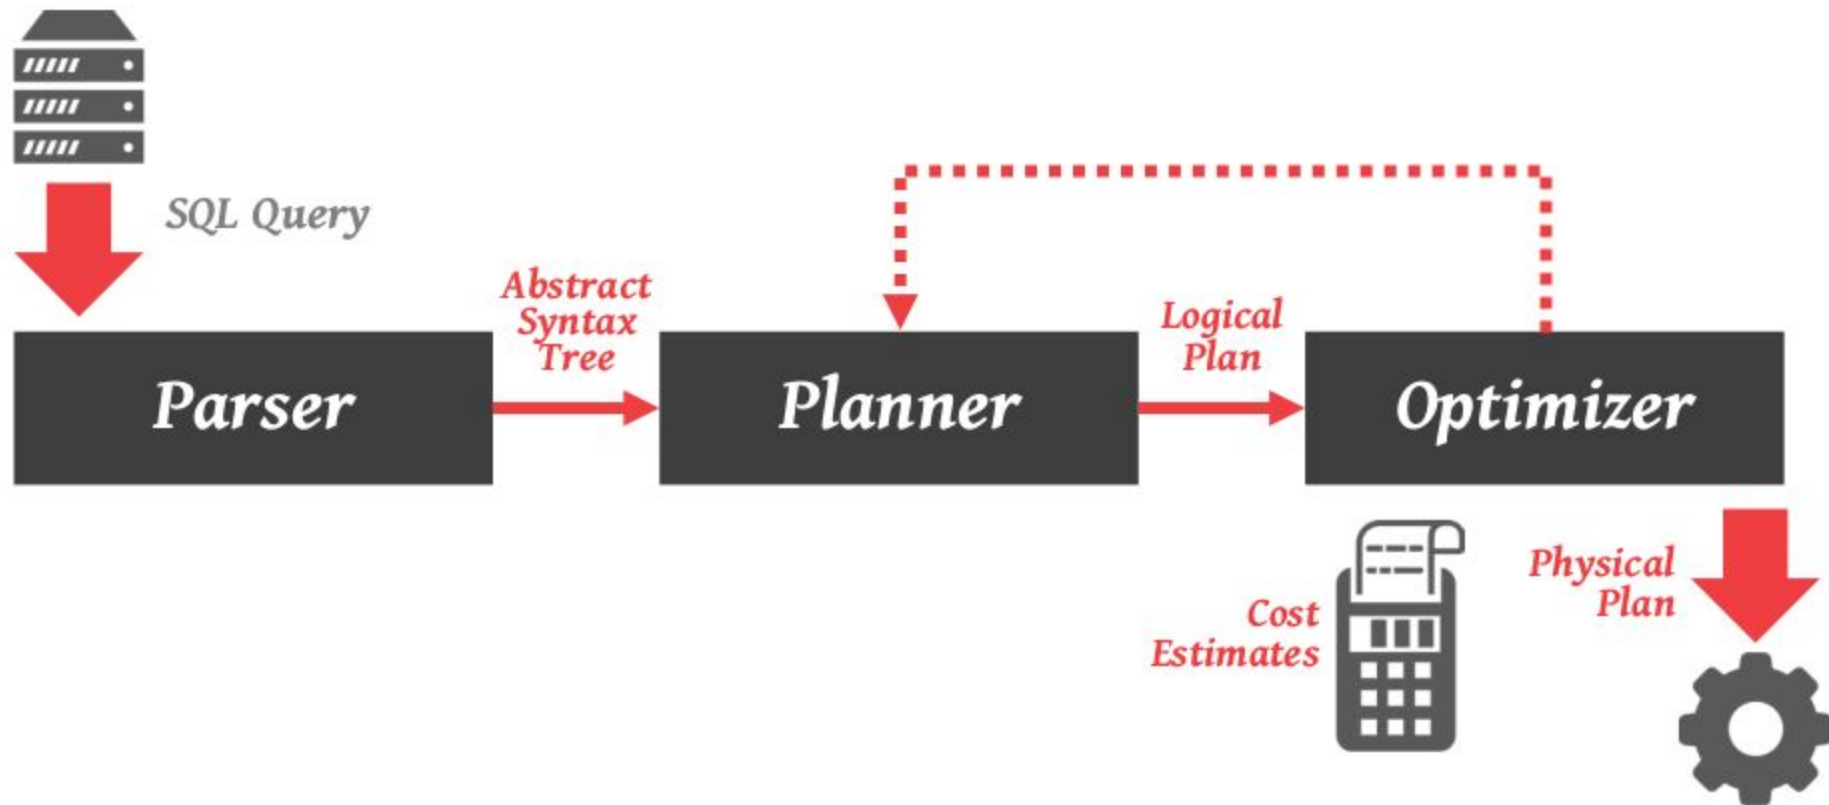 SQL Query
Abstract
Syntax
Tree
Logical
Plan
Parser
Planner
Optimizer
Cost
Estimates
Physical
Plan